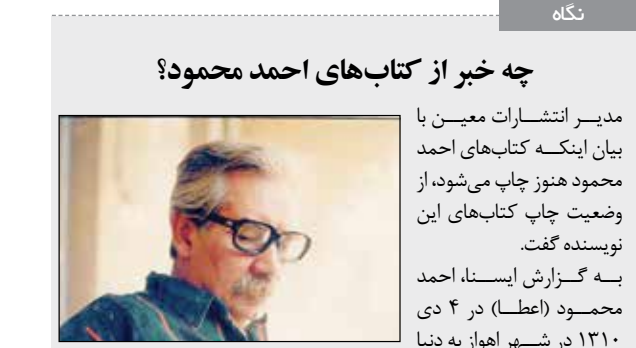 نگاه
چه خبر از کتاب‌های احمد محمود؟
مدیر انتشارات معین با
بیان اینکه کتاب‌های احمد
محمود هنوز چاپ می‌شود، از
وضعیت چاپ کتاب‌های این
نویسنده گفت.
به گزارش ایسنا، احمد
محمود (اعطا) در ۴ دی
۱۳۱۰ در شهر اهواز به دنیا